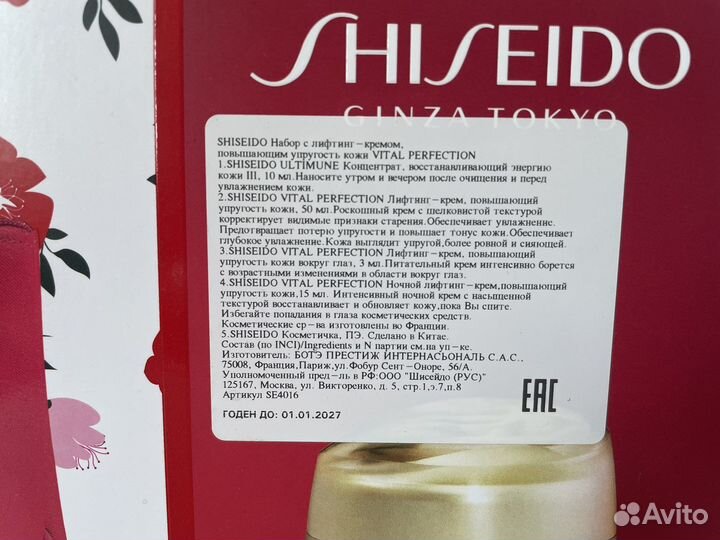 SHISEIDO
GINZA TOKYO
SHISEIDO Набор с лифтинг-кремом,
повышающим упругость кожи VITAL PERFECTION
1.SHISEIDO ULTIMUNE Концентрат, восстанавливающий энергию
кожи III, 10 мл.Наносите утром и вечером после очищения и перед
увлажнением кожи.
2.SHISEIDO VITAL PERFECTION Лифтинг-крем, повышающий
упругость кожи, 50 мл.Роскошный крем с шелковистой текстурой
корректирует видимые признаки старения.Обеспечивает увлажнение.
Предотвращает потерю упругости и повышает тонус кожи.Обеспечивает
глубокое увлажнение.Кожа выглядит упругой,более ровной и сияющей.
3.SHISEIDO VITAL PERFECTION Лифтинг-крем, повышающий
упругость кожи вокруг глаз, 3 мл.Питательный крем интенсивно борется
с возрастными изменениями в области вокруг глаз.
4.SHISEIDO VITAL PERFECTION Ночной лифтинг-крем,повышающий
упругость кожи,15 мл. Интенсивный ночной крем с насыщенной
текстурой восстанавливает и обновляет кожу,пока Вы спите.
Избегайте попадания в глаза косметических средств.
Косметические ср-ва изготовлены во Франции.
5.SHISEIDO Косметичка, ПЭ. Сделано в Китае.
Состав (по INCI)/Ingredients и N партии см.на уп-ке.
Изготовитель: БОТЭ ПРЕСТИЖ ИНТЕРНАСЬОНАЛЬ С.А.С.,
75008, Франция,Париж,ул.Фобур Сент-Оноре, 56/А.
Уполномоченный пред-ль в РФ:ООО "Шисейдо (РУС)"
125167, Москва, ул. Викторенко, д. 5, стр.1,э.7,п.8
Артикул SE4016
EAC
ГОДЕН ДО: 01.01.2027
Avito